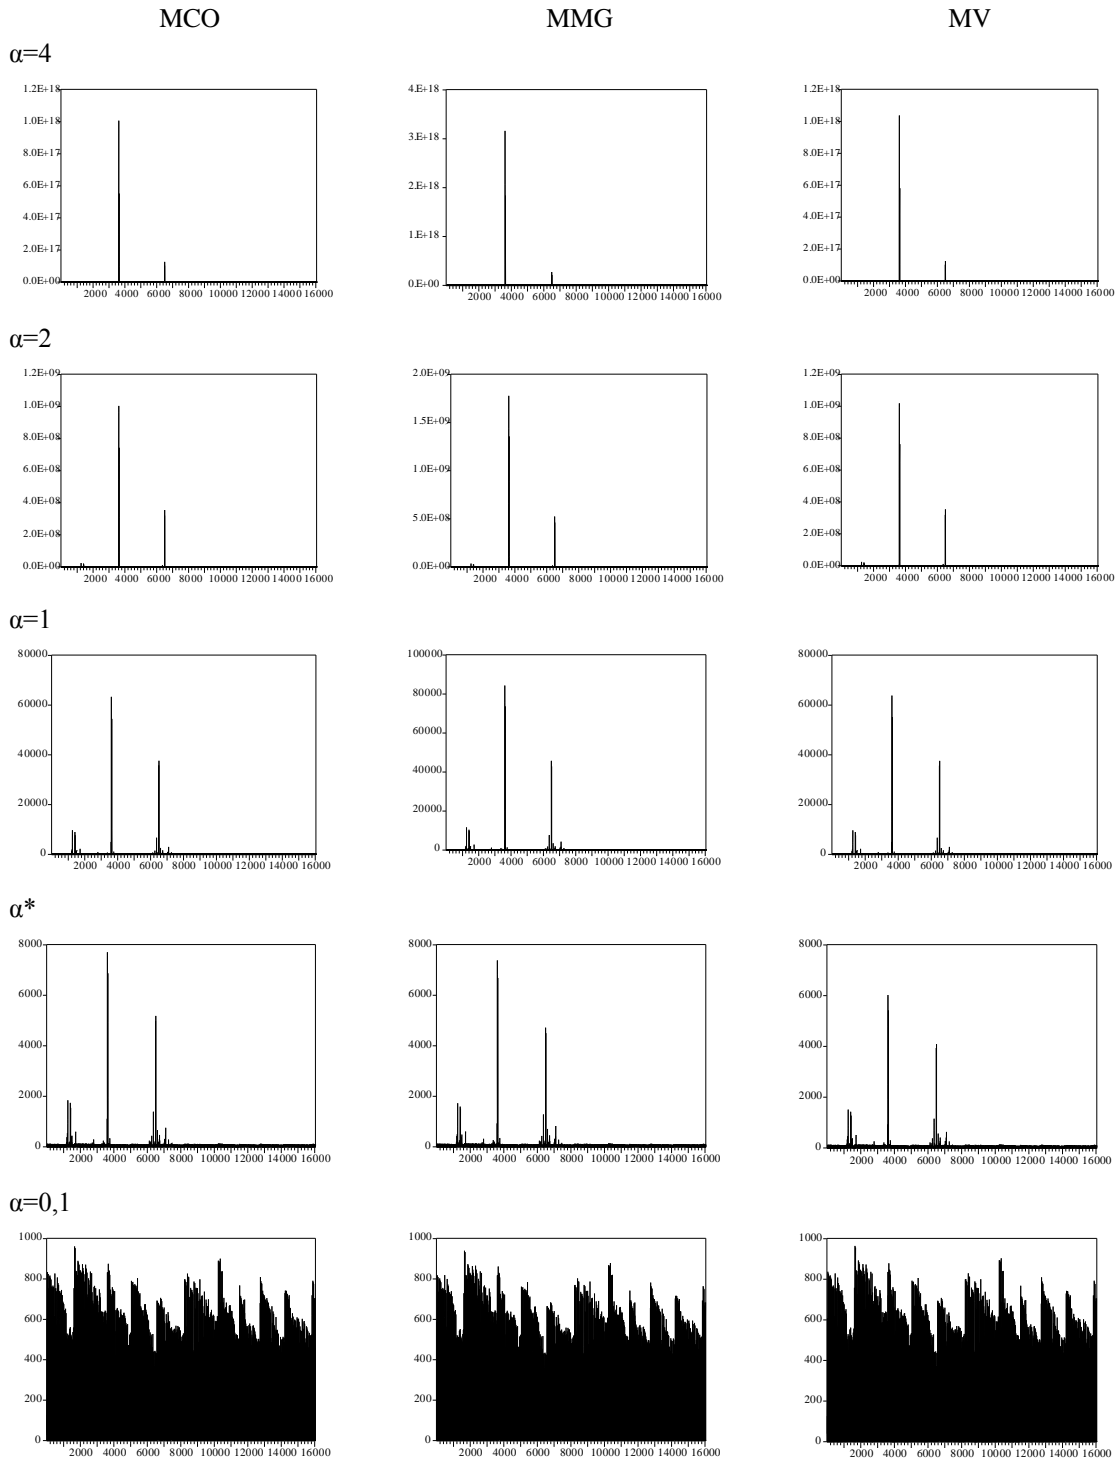 MCO MMG MV
α=4
1.2E+18 4.E+18 1.2E+18
1.0E+18 3.E+18 1.0E+18
8.0E+17 2.E+18 8.0E+17
6.0E+17 1.E+18 6.0E+17
4.0E+17 0.E+00 4.0E+17
2.0E+17 2.0E+17
0.0E+00 0.0E+00
2000 4000 6000 8000 10000 12000 14000 16000 2000 4000 6000 8000 10000 12000 14000 16000 2000 4000 6000 8000 10000 12000 14000 16000
α=2
1.2E+09 2.0E+09 1.2E+09
1.0E+09 1.5E+09 1.0E+09
8.0E+08 1.0E+09 8.0E+08
6.0E+08 5.0E+08 6.0E+08
4.0E+08 0.0E+00 4.0E+08
2.0E+08 2.0E+08
0.0E+00 0.0E+00
2000 4000 6000 8000 10000 12000 14000 16000 2000 4000 6000 8000 10000 12000 14000 16000 2000 4000 6000 8000 10000 12000 14000 16000
α=1
80000 100000 80000
60000 80000 60000
40000 60000 40000
20000 40000 20000
0 20000 0
0
2000 4000 6000 8000 10000 12000 14000 16000 2000 4000 6000 8000 10000 12000 14000 16000 2000 4000 6000 8000 10000 12000 14000 16000
α*
8000 8000 8000
6000 6000 6000
4000 4000 4000
2000 2000 2000
0 0 0
2000 4000 6000 8000 10000 12000 14000 16000 2000 4000 6000 8000 10000 12000 14000 16000 2000 4000 6000 8000 10000 12000 14000 16000
α=0,1
1000 1000 1000
800 800 800
600 600 600
400 400 400
200 200 200
0 0 0
2000 4000 6000 8000 10000 12000 14000 16000 2000 4000 6000 8000 10000 12000 14000 16000 2000 4000 6000 8000 10000 12000 14000 16000